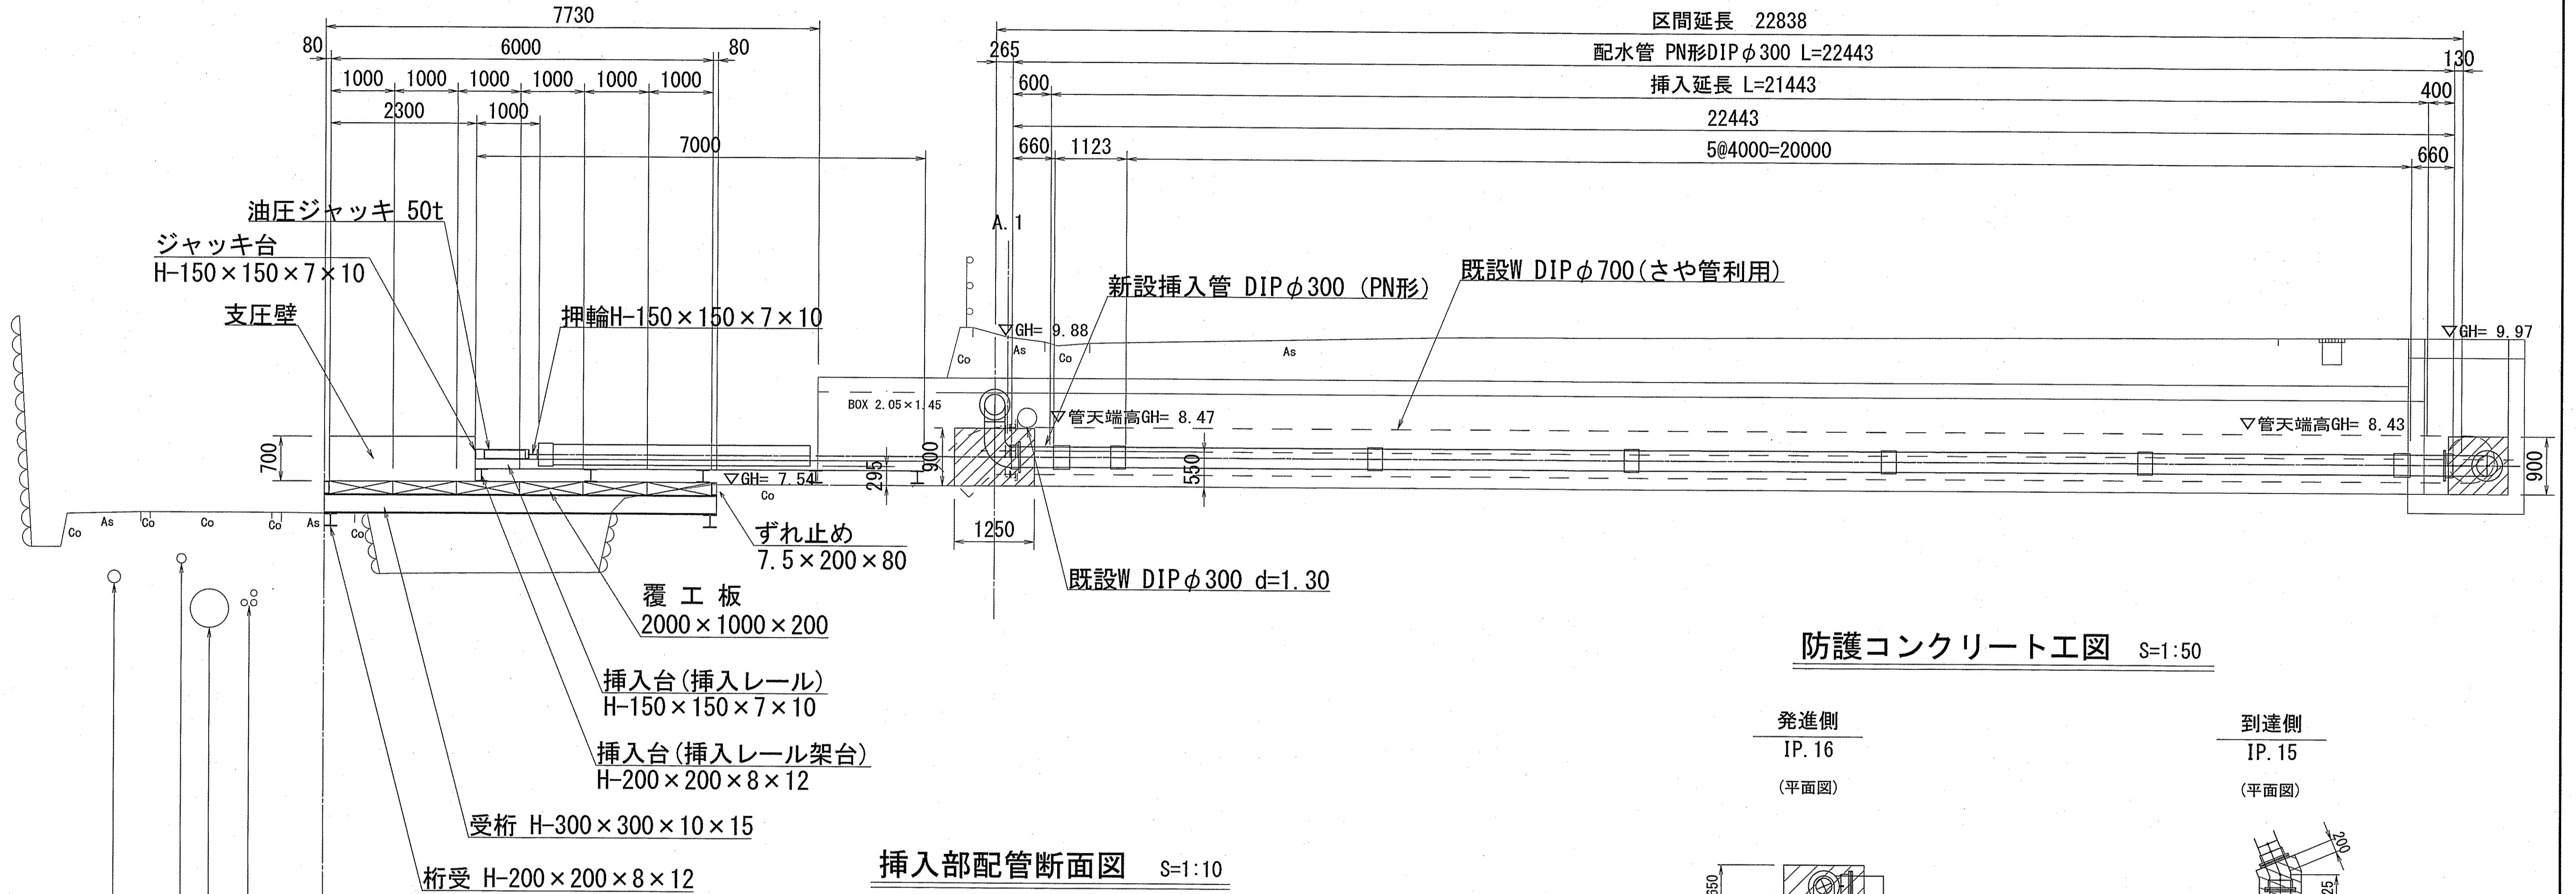 7730
区間延長 22838
80
6000
80
265
配水管 PN形DIPφ300 L=22443
130
1000
1000
1000
1000
1000
1000
600
挿入延長 L=21443
400
2300
1000
22443
7000
660
1123
5@4000=20000
660
油圧ジャッキ 50t
A.1
ジャッキ台
H-150×150×7×10
新設挿入管 DIPφ300 (PN形)
既設W DIPφ700(さや管利用)
支圧壁
押輪H-150×150×7×10
▽GH= 9.88
▽GH= 9.97
Co
As
Co
As
BOX 2.05×1.45
▽管天端高GH= 8.47
▽管天端高GH= 8.43
700
900
295
550
900
▽GH= 7.54
Co
Co
As
Co
Co
Co
As
Co
1250
ずれ止め
7.5×200×80
既設W DIPφ300 d=1.30
覆工板
2000×1000×200
防護コンクリート工図 S=1:50
挿入台(挿入レール)
H-150×150×7×10
発進側
IP.16
(平面図)
到達側
IP.15
(平面図)
挿入台(挿入レール架台)
H-200×200×8×12
受桁 H-300×300×10×15
200
挿入部配管断面図 S=1:10
桁受 H-200×200×8×12
650